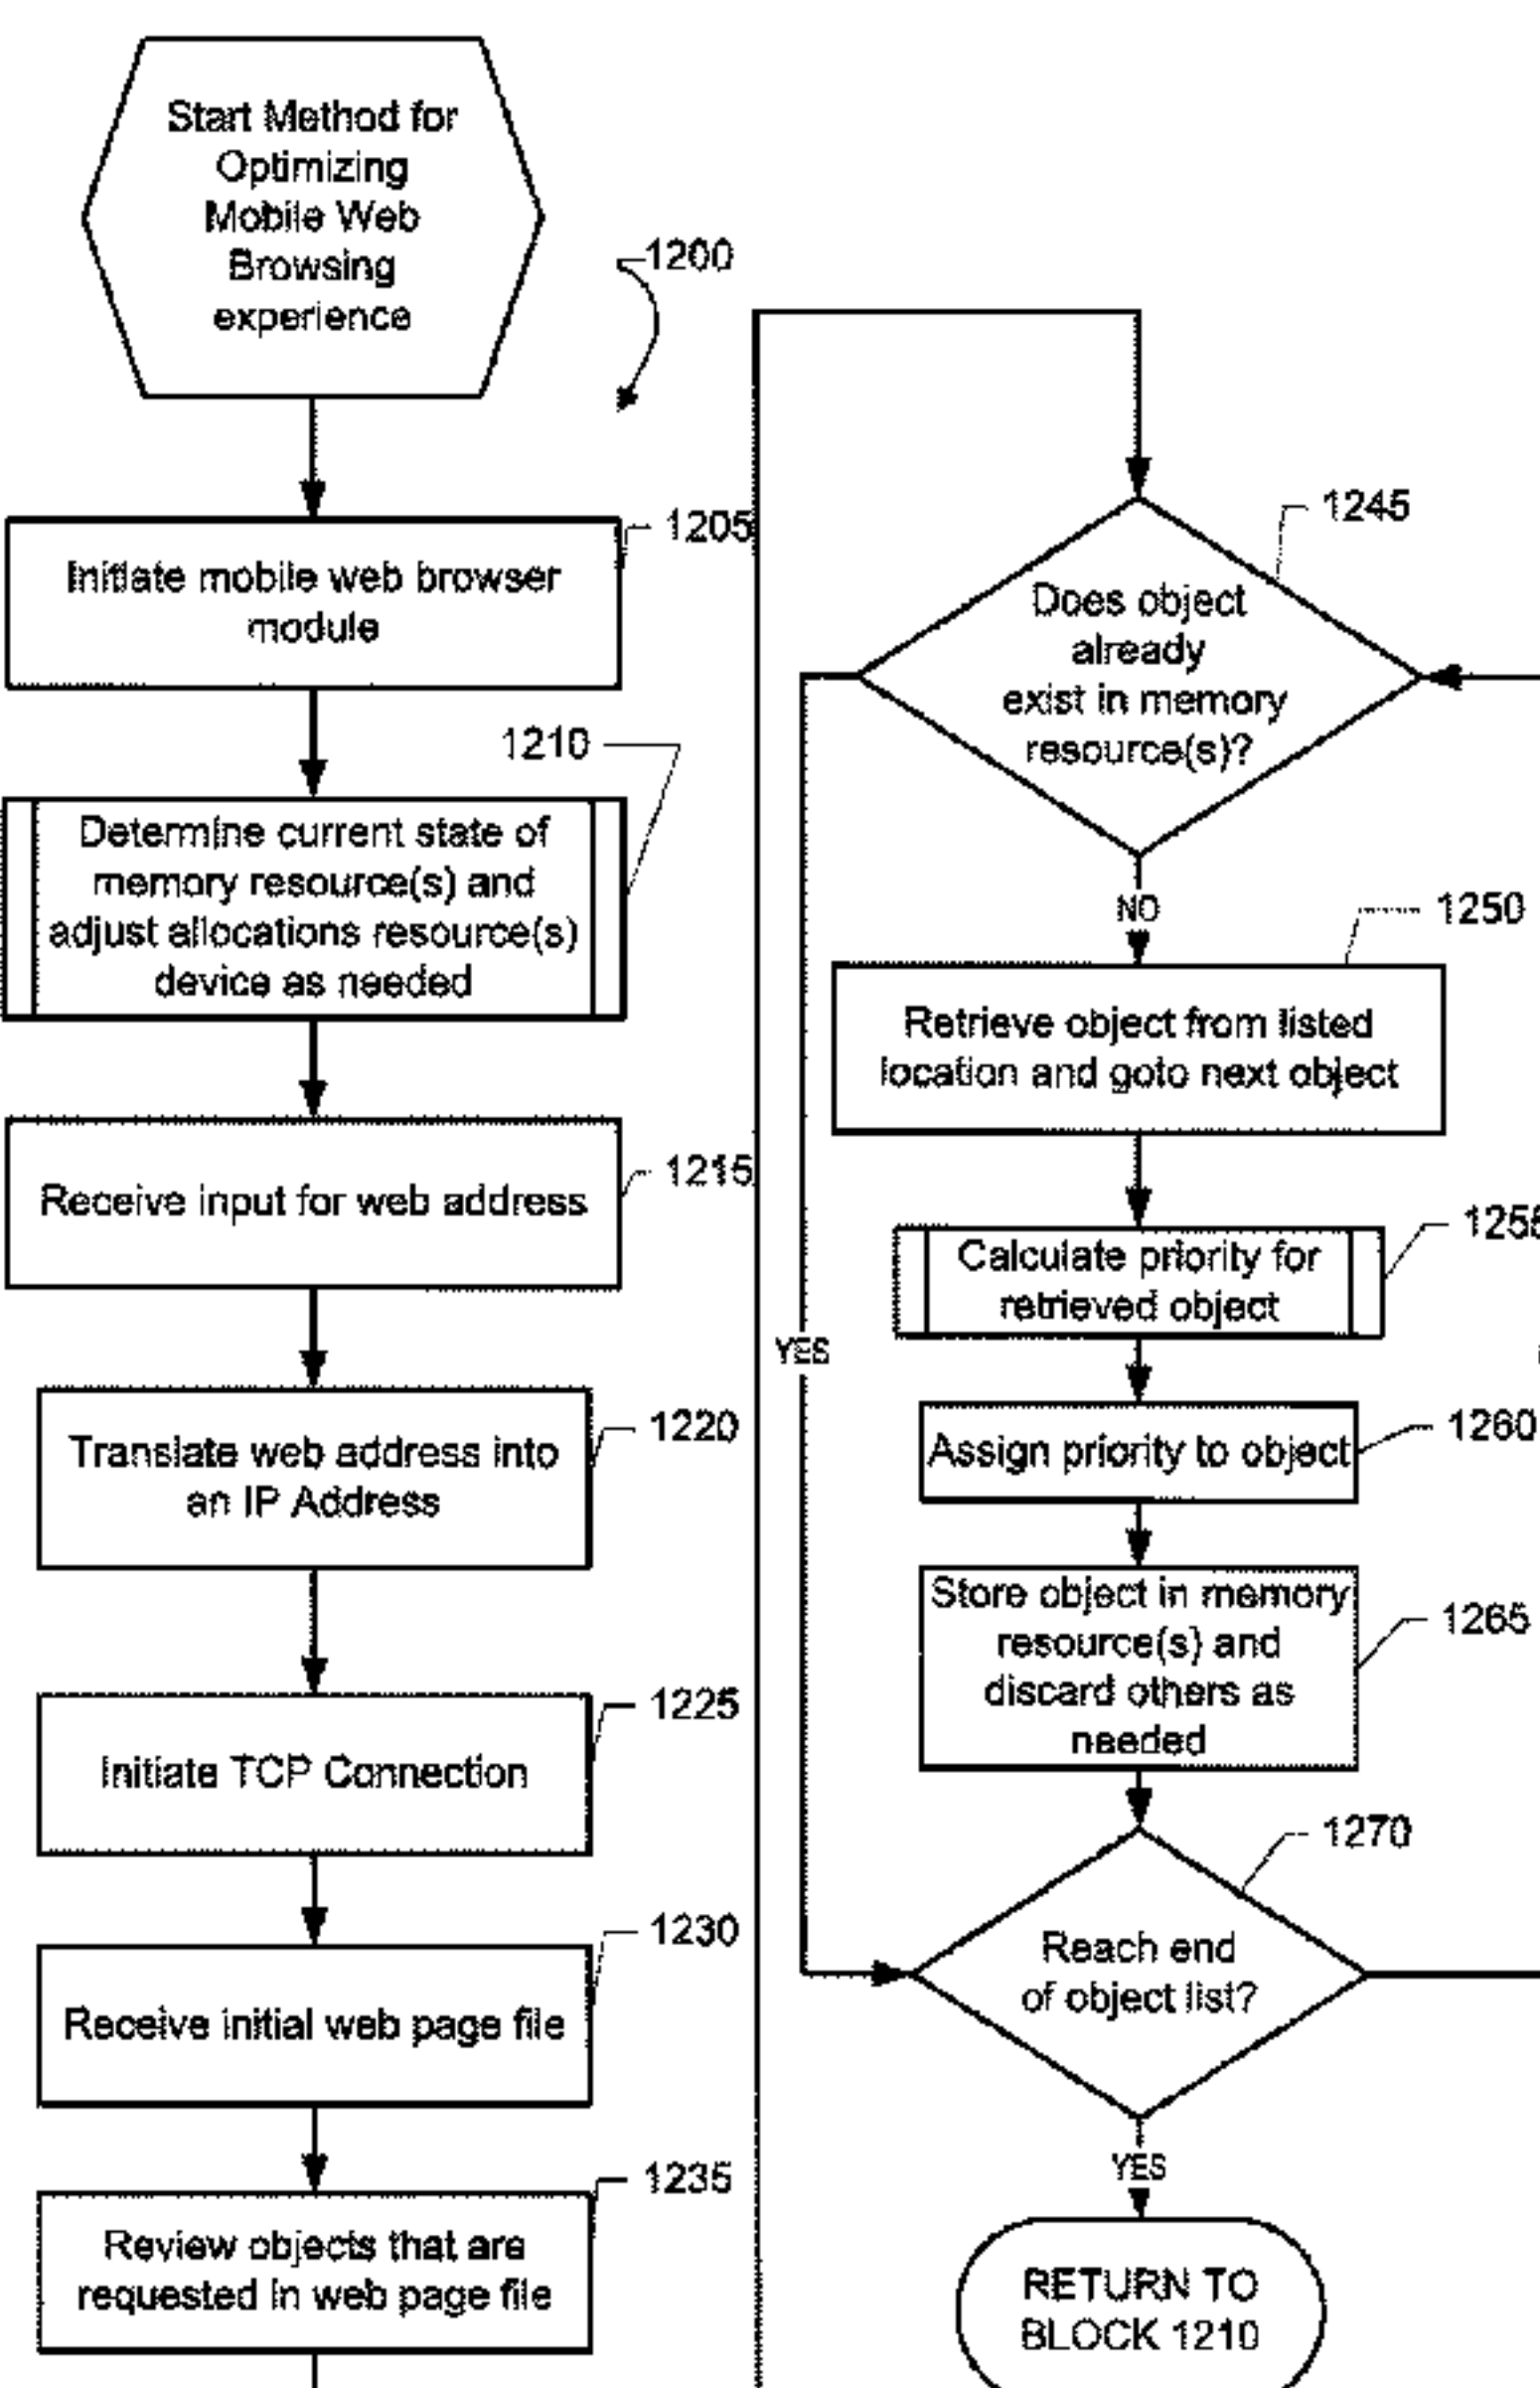 Start Method for
Optimizing
Mobile Web
Browsing
experience
1200
1205
Initiate mobile web browser
module
1210
Determine current state of
memory resource(s) and
adjust allocations resource(s)
device as needed
1215
Receive input for web address
1220
Translate web address into
an IP Address
1225
Initiate TCP Connection
1230
Receive initial web page file
1235
Review objects that are
requested in web page file
1245
Does object
already
exist in memory
resource(s)?
NO
1250
Retrieve object from listed
location and goto next object
1255
Calculate priority for
retrieved object
YES
1260
Assign priority to object
1265
Store object in memory
resource(s) and
discard others as
needed
1270
Reach end
of object list?
YES
RETURN TO
BLOCK 1210